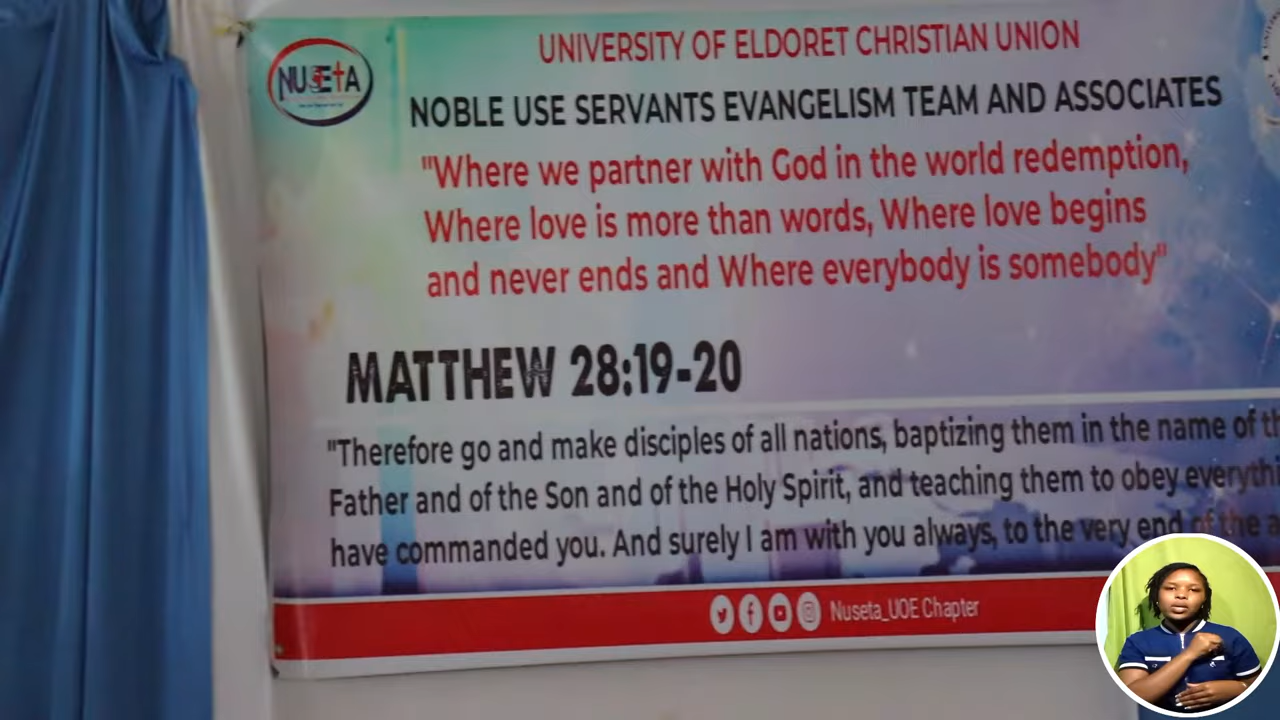 NUSETA
UNIVERSITY OF ELDORET CHRISTIAN UNION
NOBLE USE SERVANTS EVANGELISM TEAM AND ASSOCIATES
"Where we partner with God in the world redemption,
Where love is more than words, Where love begins
and never ends and Where everybody is somebody"
MATTHEW 28:19-20
"Therefore go and make disciples of all nations, baptizing them in the name of th
Father and of the Son and of the Holy Spirit, and teaching them to obey everythi
have commanded you. And surely I am with you always, to the very end of the a
Nuseta_UOE Chapter